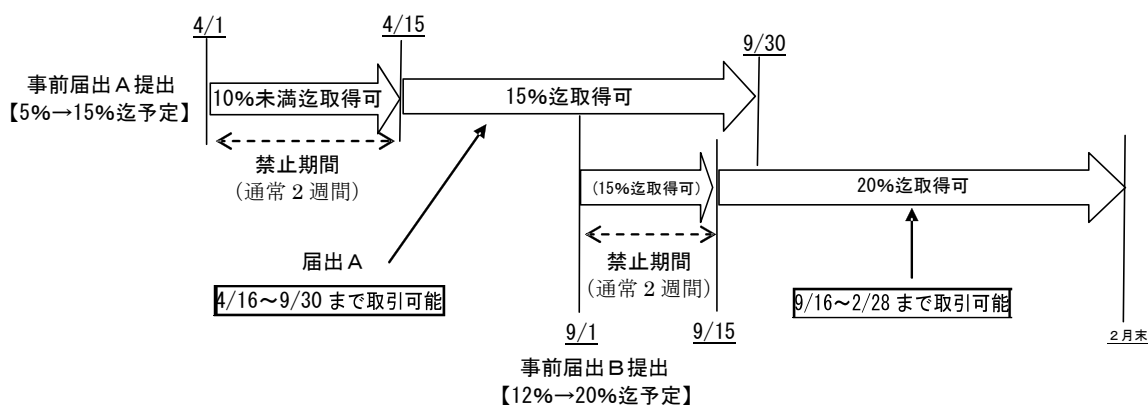 4/1
4/15
9/30
事前届出A提出
【5%→15%迄予定】
10%未満迄取得可
15%迄取得可
禁止期間
(通常２週間)
(15%迄取得可)
20%迄取得可
届出A
4/16～9/30 まで取引可能
禁止期間
(通常２週間)
9/16～2/28 まで取引可能
9/1
9/15
２月末
事前届出B提出
【12%→20%迄予定】